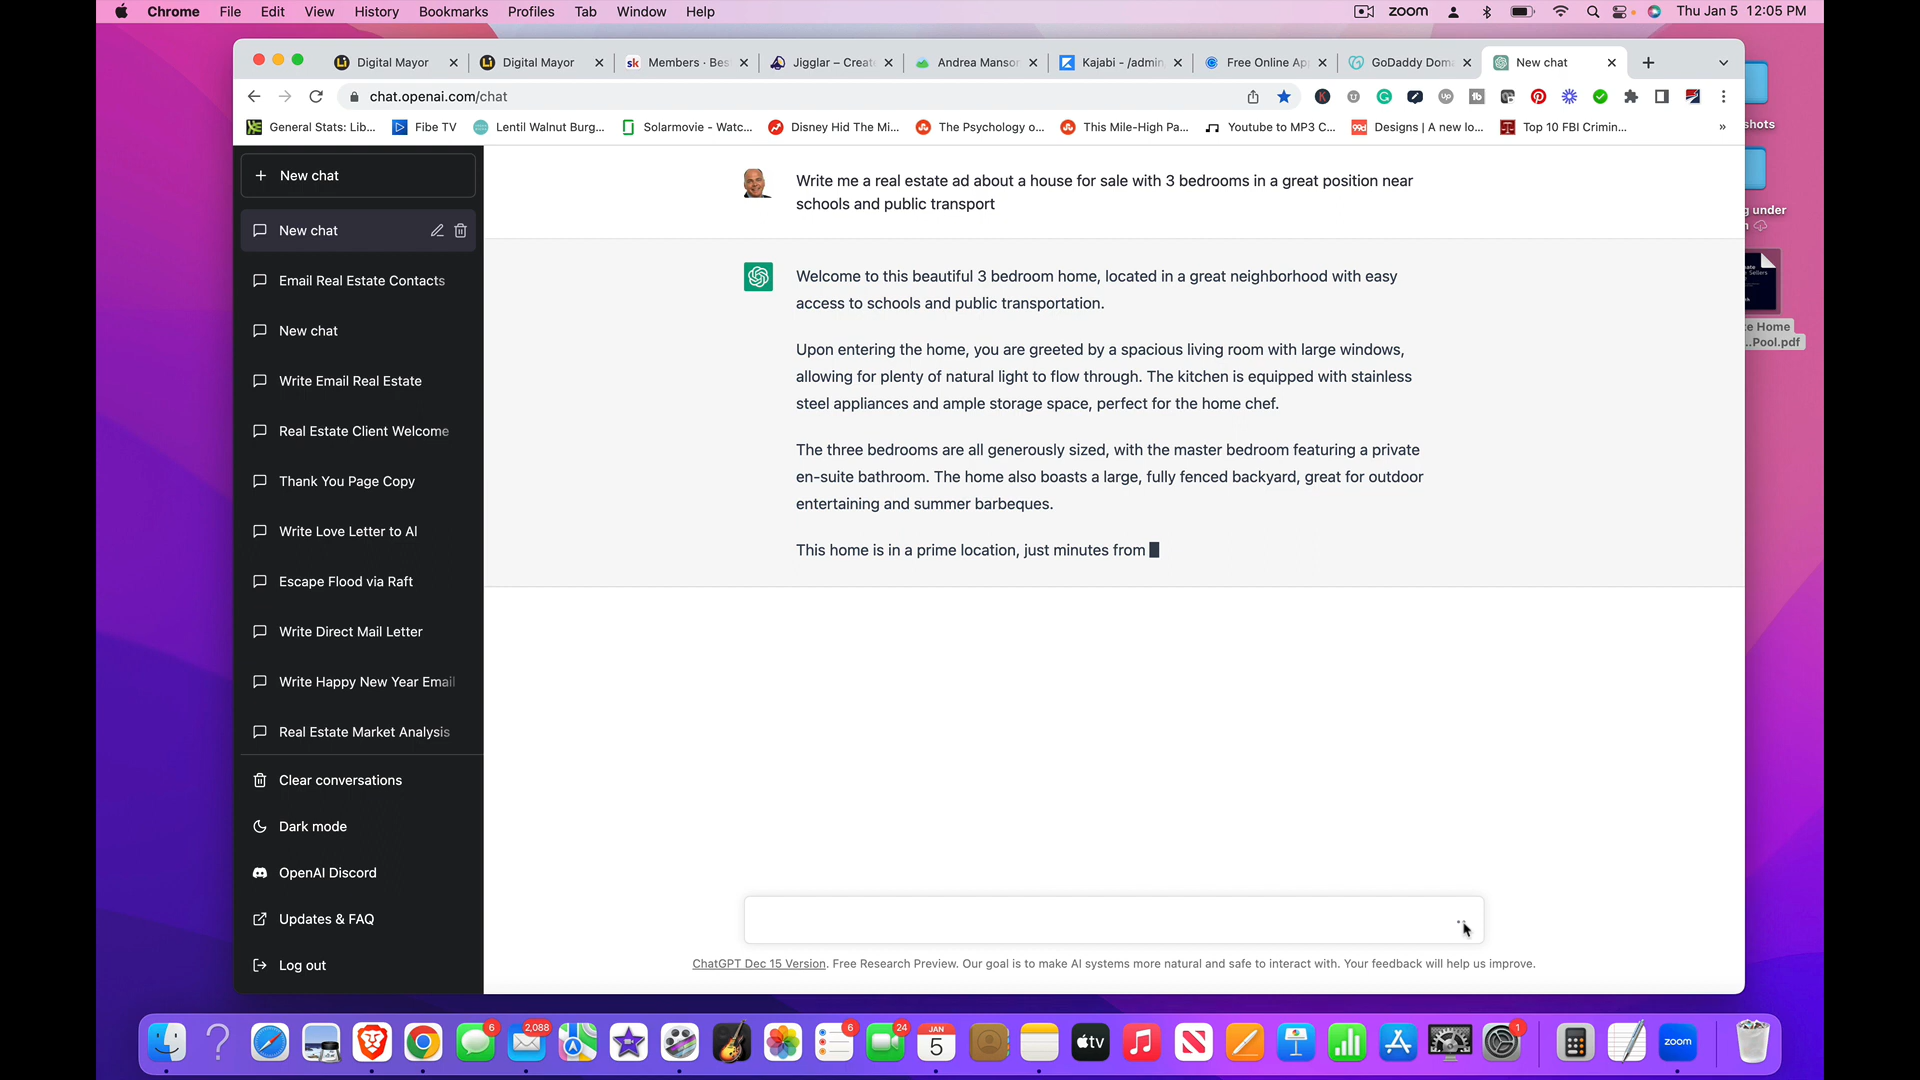 Chrome File Edit View History Bookmarks Profiles Tab Window Help
zoom Thu Jan 5 12:05 PM
Digital Mayor
Digital Mayor
Members · Bes
Jigglar – Create
Andrea Manson
Kajabi - /admin
Free Online App
GoDaddy Doma
New chat
chat.openai.com/chat
General Stats: Lib...
Fibe TV
Lentil Walnut Burg...
Solarmovie - Watc...
Disney Hid The Mi...
The Psychology o...
This Mile-High Pa...
Youtube to MP3 C...
Designs | A new lo...
Top 10 FBI Crimin...
»
New chat
New chat
Email Real Estate Contacts
New chat
Write Email Real Estate
Real Estate Client Welcome
Thank You Page Copy
Write Love Letter to AI
Escape Flood via Raft
Write Direct Mail Letter
Write Happy New Year Email
Real Estate Market Analysis
Clear conversations
Dark mode
OpenAI Discord
Updates & FAQ
Log out
Write me a real estate ad about a house for sale with 3 bedrooms in a great position near
schools and public transport
Welcome to this beautiful 3 bedroom home, located in a great neighborhood with easy
access to schools and public transportation.
Upon entering the home, you are greeted by a spacious living room with large windows,
allowing for plenty of natural light to flow through. The kitchen is equipped with stainless
steel appliances and ample storage space, perfect for the home chef.
The three bedrooms are all generously sized, with the master bedroom featuring a private
en-suite bathroom. The home also boasts a large, fully fenced backyard, great for outdoor
entertaining and summer barbeques.
This home is in a prime location, just minutes from
ChatGPT Dec 15 Version. Free Research Preview. Our goal is to make AI systems more natural and safe to interact with. Your feedback will help us improve.
shots
g under
n
e Home
...Pool.pdf
6
2,088
6
24
JAN
5
tv
1
zoom